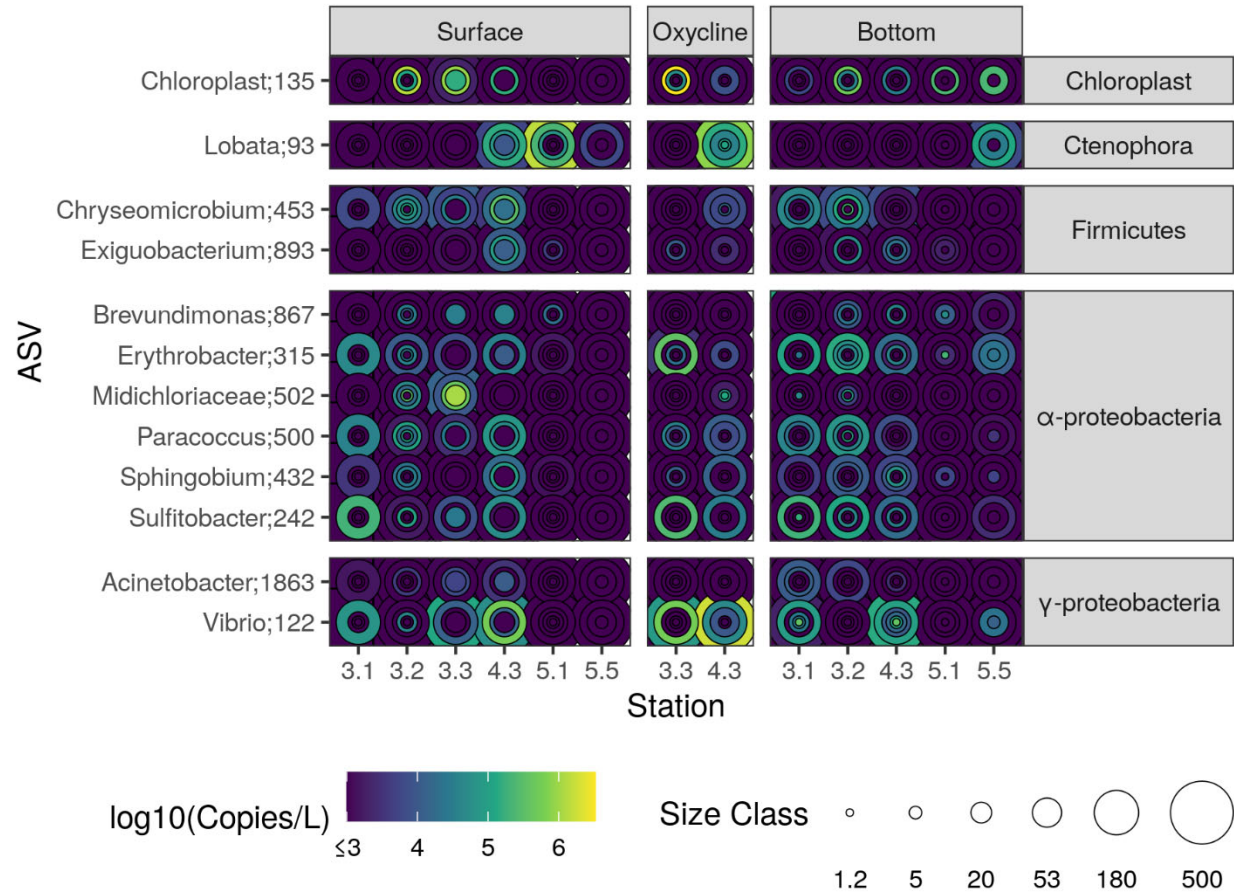 Surface Oxycline Bottom
Chloroplast;135 Chloroplast
Lobata;93 Ctenophora
Chryseomicrobium;453
Exiguobacterium;893
Firmicutes
Brevundimonas;867
Erythrobacter;315
Midichloriaceae;502
Paracoccus;500
Sphingobium;432
Sulfitobacter;242
α-proteobacteria
Acinetobacter;1863
Vibrio;122
γ-proteobacteria
ASV
3.1 3.2 3.3 4.3 5.1 5.5 3.3 4.3 3.1 3.2 4.3 5.1 5.5
Station
log10(Copies/L)
≤3 4 5 6
Size Class
1.2 5 20 53 180 500